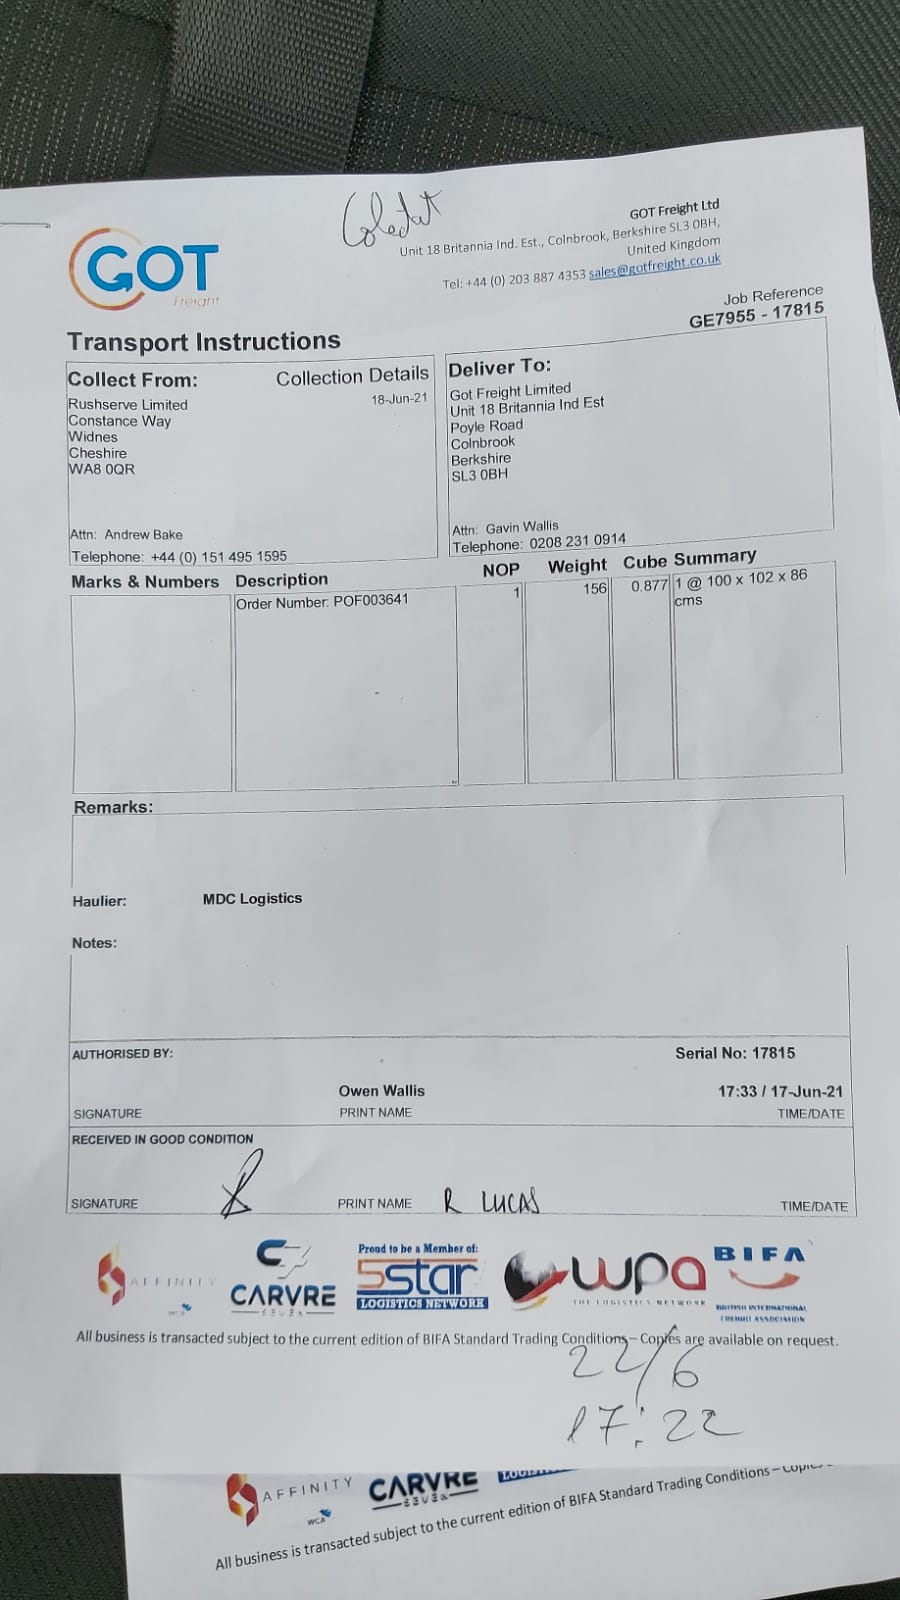 GOT
Freight
GOT Freight Ltd
Unit 18 Britannia Ind. Est., Colnbrook, Berkshire SL3 0BH,
United Kingdom
Tel: +44 (0) 203 887 4353 sales@gotfreight.co.uk
Job Reference
GE7955 - 17815
Transport Instructions
Collect From: Collection Details
18-Jun-21
Rushserve Limited
Constance Way
Widnes
Cheshire
WA8 0QR
Attn: Andrew Bake
Telephone: +44 (0) 151 495 1595
Deliver To:
Got Freight Limited
Unit 18 Britannia Ind Est
Poyle Road
Colnbrook
Berkshire
SL3 0BH
Attn: Gavin Wallis
Telephone: 0208 231 0914
Marks & Numbers Description NOP Weight Cube Summary
Order Number: POF003641 1 156 0.877 1 @ 100 x 102 x 86
cms
Remarks:
Haulier: MDC Logistics
Notes:
AUTHORISED BY: Serial No: 17815
Owen Wallis 17:33 / 17-Jun-21
SIGNATURE PRINT NAME TIME/DATE
RECEIVED IN GOOD CONDITION
SIGNATURE PRINT NAME R LUCAS TIME/DATE
AFFINITY
WCA
CARVRE
SEVEN
Proud to be a Member of:
5star
LOGISTICS NETWORK
wpa
THE LOGISTICS NETWORK
BIFA
BRITISH INTERNATIONAL
FREIGHT ASSOCIATION
All business is transacted subject to the current edition of BIFA Standard Trading Conditions – Copies are available on request.
22/6
17:22
AFFINITY
WCA
CARVRE
SEVEN
All business is transacted subject to the current edition of BIFA Standard Trading Conditions –